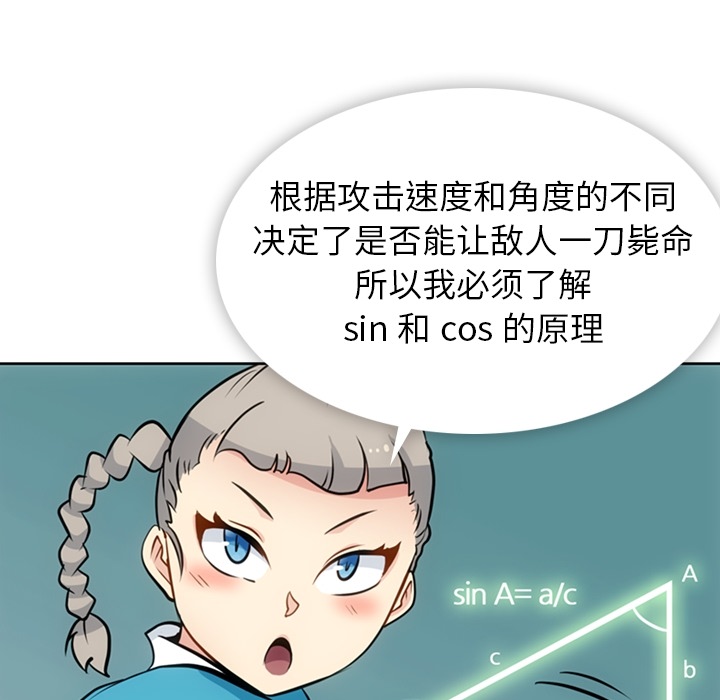 根据攻击速度和角度的不同
决定了是否能让敌人一刀毙命
所以我必须了解
sin 和 cos 的原理
A
sin A= a/c
c
b